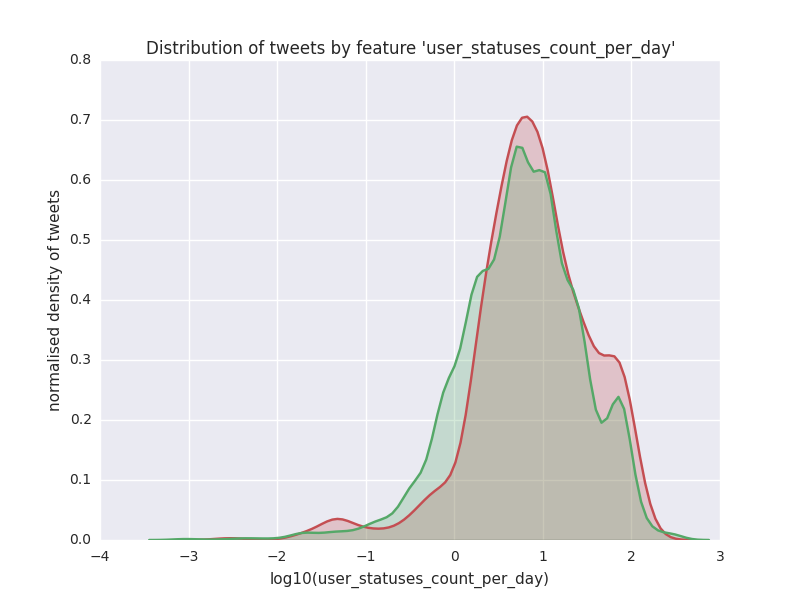 Distribution of tweets by feature 'user_statuses_count_per_day'
0.8
0.7
0.6
0.5
0.4
0.3
0.2
0.1
0.0
normalised density of tweets
−4 −3 −2 −1 0 1 2 3
log10(user_statuses_count_per_day)